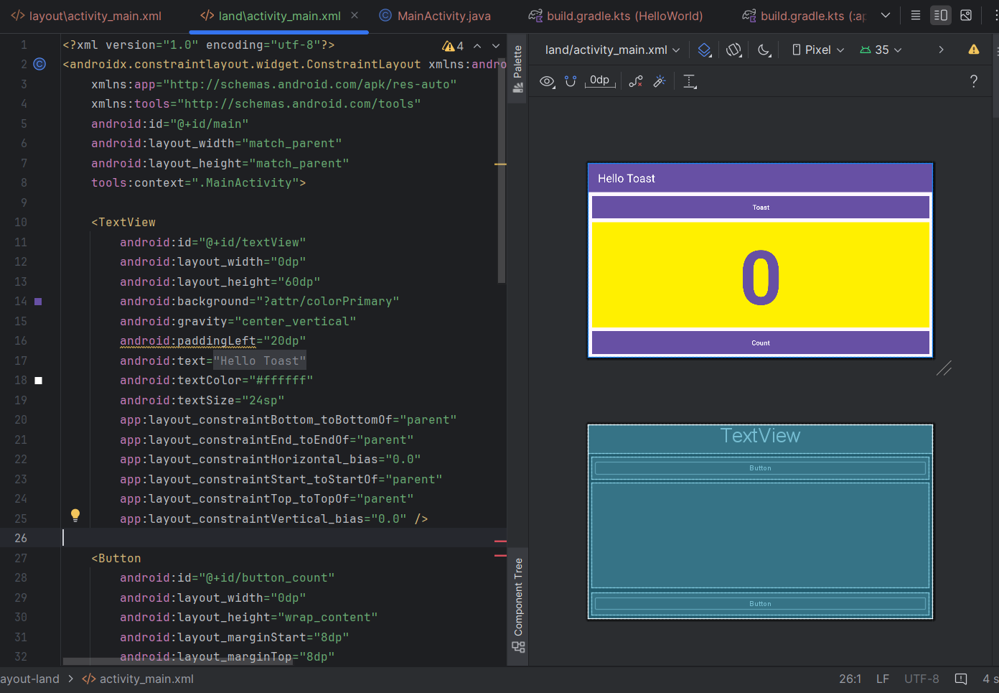 layout\activity_main.xml
land\activity_main.xml
MainActivity.java
build.gradle.kts (HelloWorld)
build.gradle.kts (:ap
1 <?xml version="1.0" encoding="utf-8"?>
4
2 <androidx.constraintlayout.widget.ConstraintLayout xmlns:andro
3 xmlns:app="http://schemas.android.com/apk/res-auto"
4 xmlns:tools="http://schemas.android.com/tools"
5 android:id="@+id/main"
6 android:layout_width="match_parent"
7 android:layout_height="match_parent"
8 tools:context=".MainActivity">
9
10 <TextView
11 android:id="@+id/textView"
12 android:layout_width="0dp"
13 android:layout_height="60dp"
14 android:background="?attr/colorPrimary"
15 android:gravity="center_vertical"
16 android:paddingLeft="20dp"
17 android:text="Hello Toast"
18 android:textColor="#ffffff"
19 android:textSize="24sp"
20 app:layout_constraintBottom_toBottomOf="parent"
21 app:layout_constraintEnd_toEndOf="parent"
22 app:layout_constraintHorizontal_bias="0.0"
23 app:layout_constraintStart_toStartOf="parent"
24 app:layout_constraintTop_toTopOf="parent"
25 app:layout_constraintVertical_bias="0.0" />
26
27 <Button
28 android:id="@+id/button_count"
29 android:layout_width="0dp"
30 android:layout_height="wrap_content"
31 android:layout_marginStart="8dp"
32 android:layout_marginTop="8dp"
Palette
Component Tree
land/activity_main.xml
Pixel
35
0dp
?
Hello Toast
Toast
0
Count
TextView
Button
Button
ayout-land > activity_main.xml
26:1 LF UTF-8 4 s